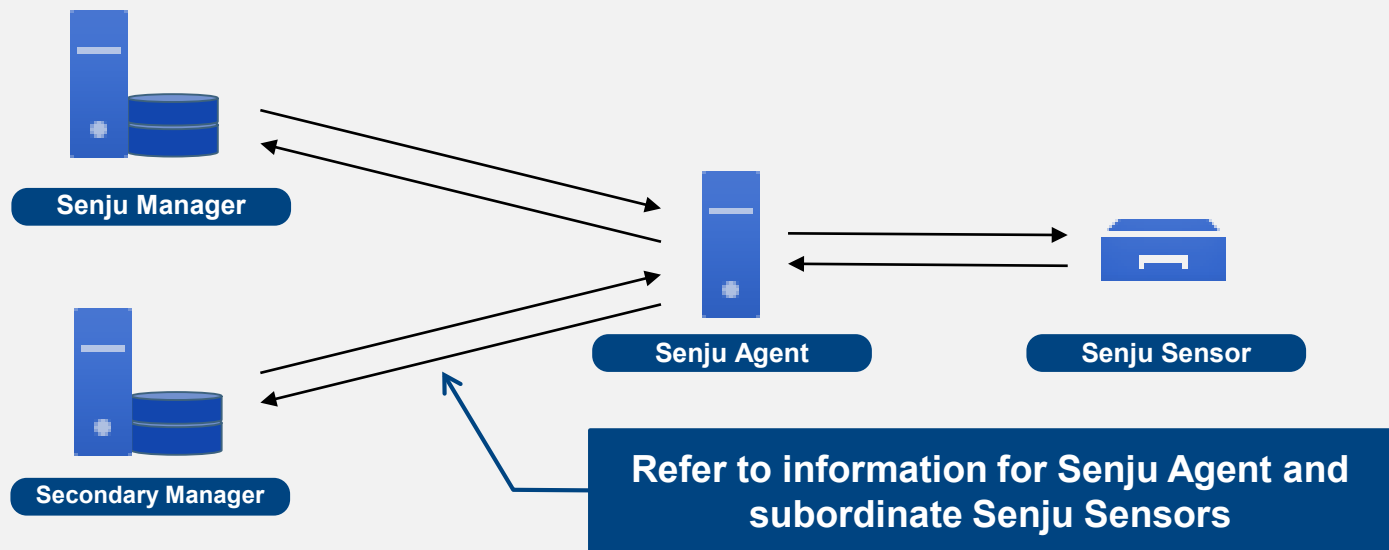 Senju Manager
Senju Agent
Senju Sensor
Secondary Manager
Refer to information for Senju Agent and
subordinate Senju Sensors